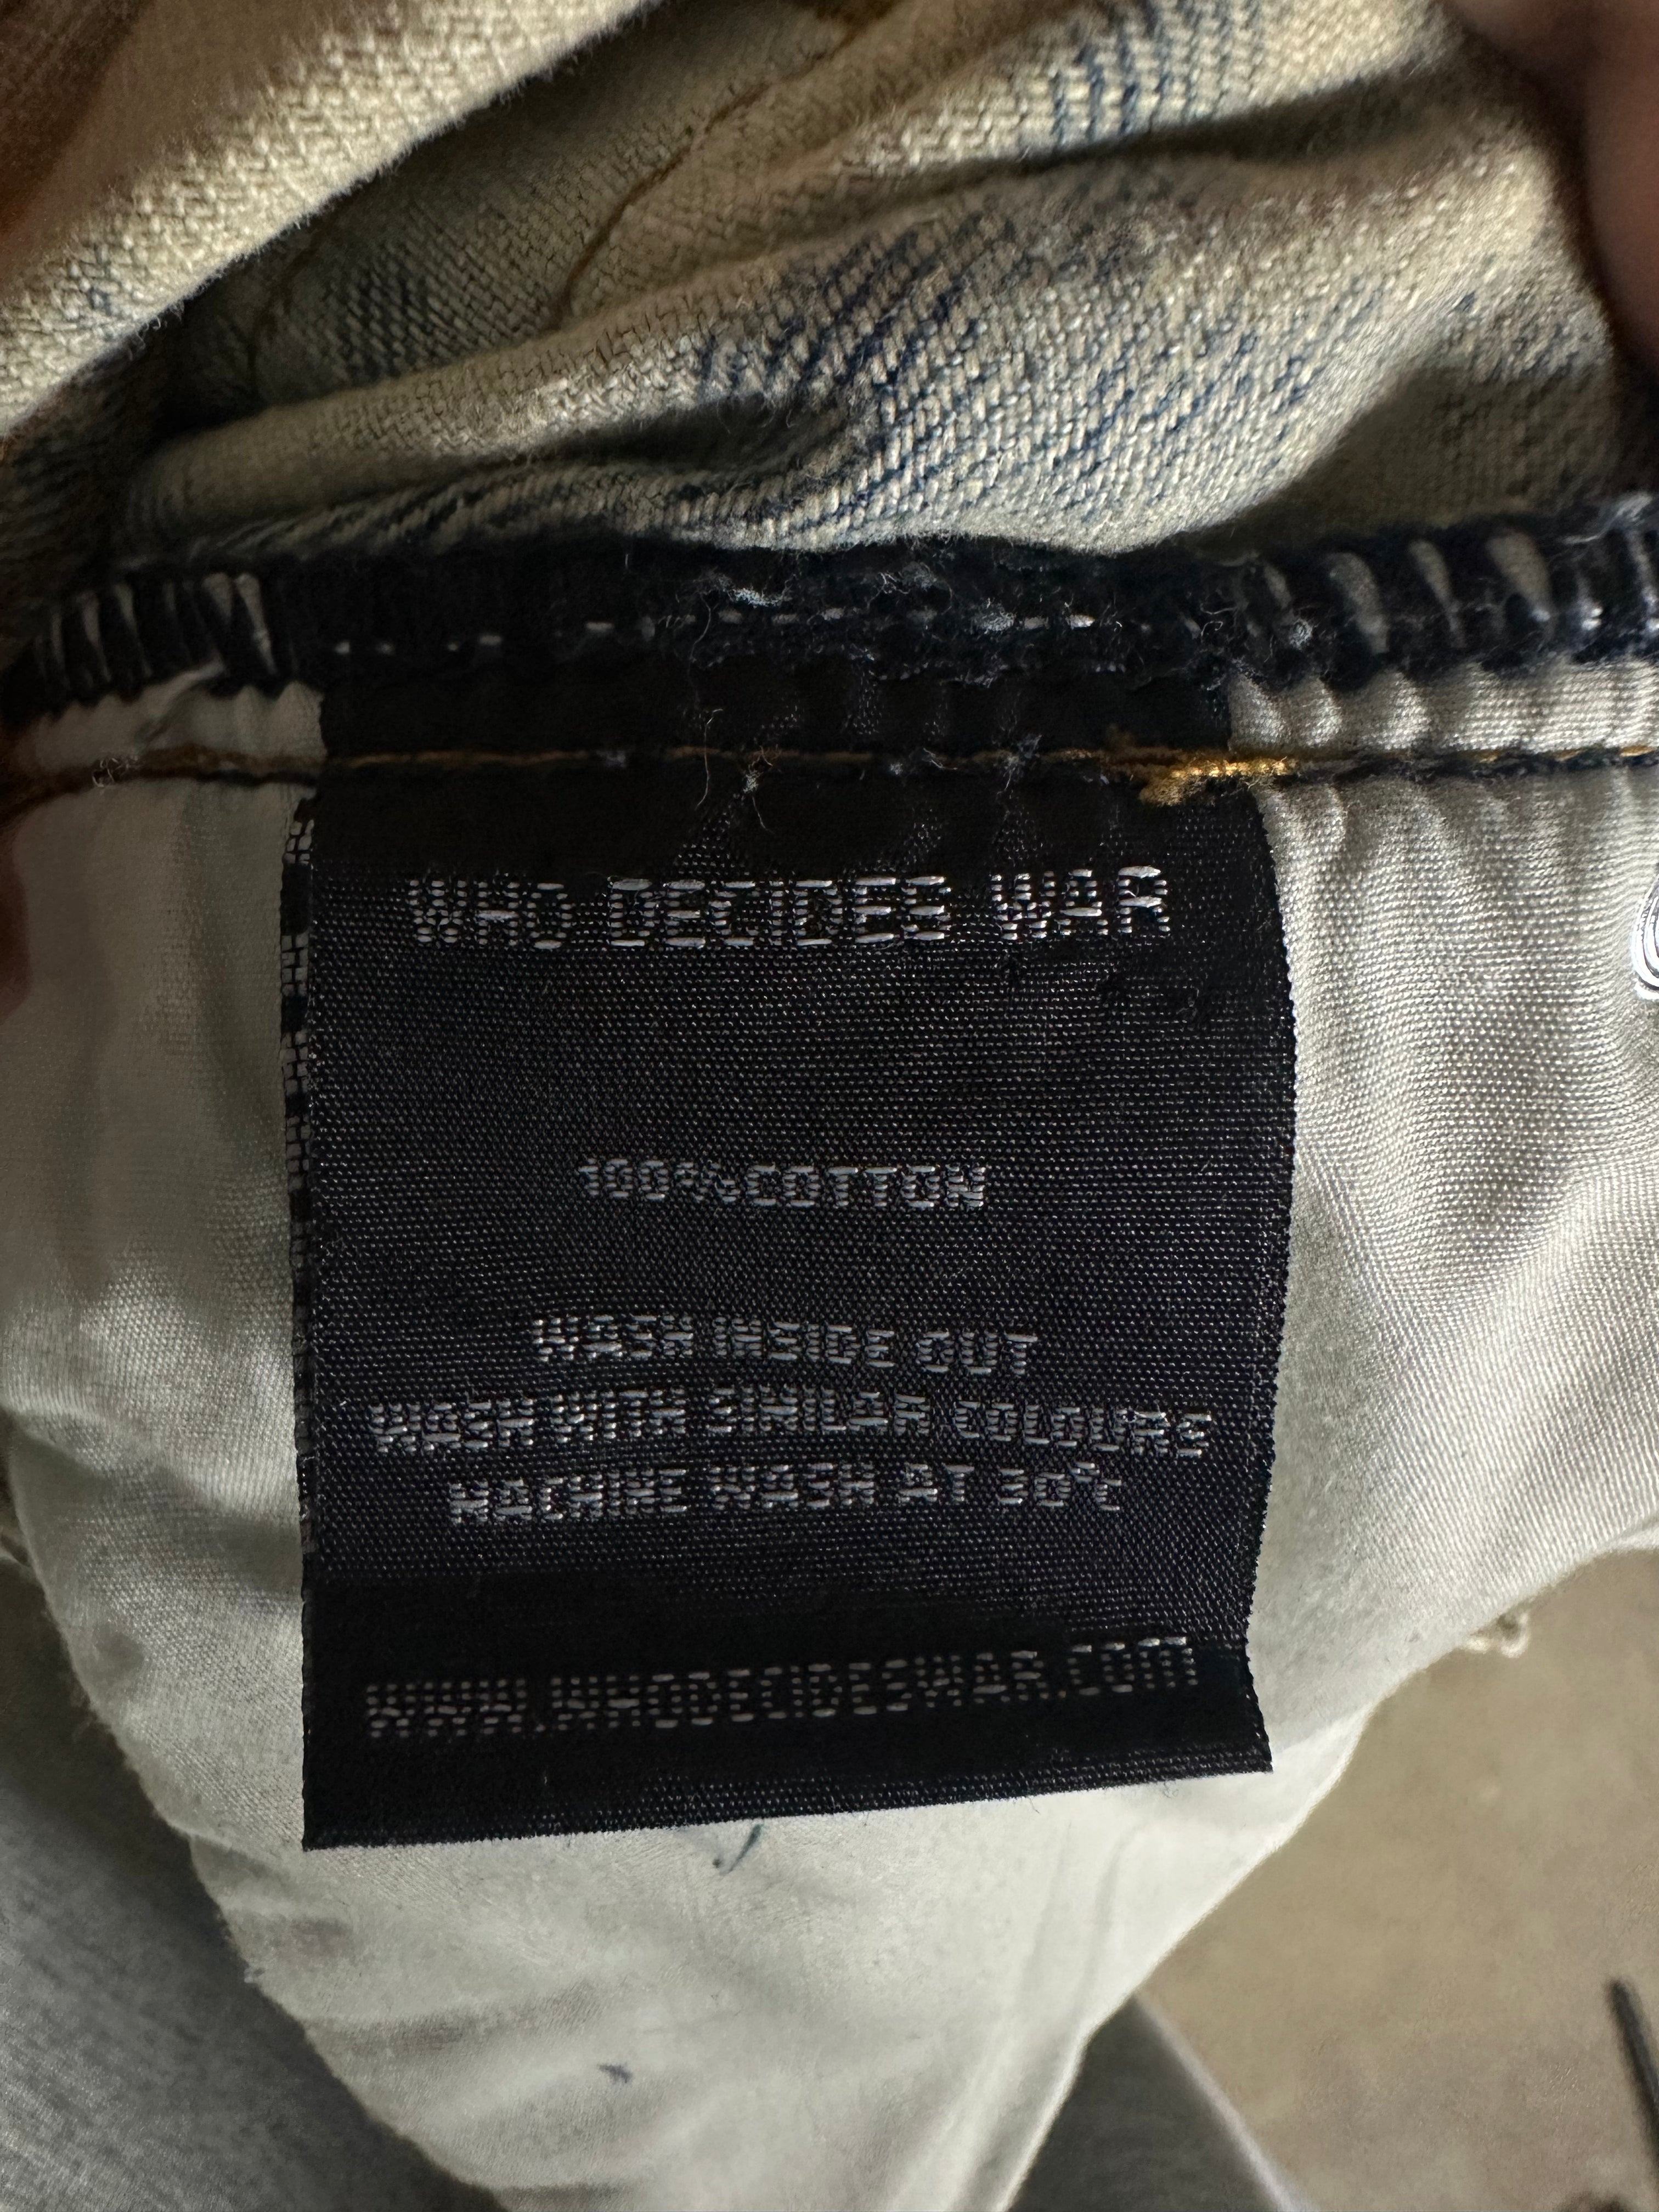 WHO DECIDES WAR
100%COTTON
WASH INSIDE OUT
WASH WITH SIMILAR COLOURS
MACHINE WASH AT 30°c
WWW.WHODECIDESWAR.COM